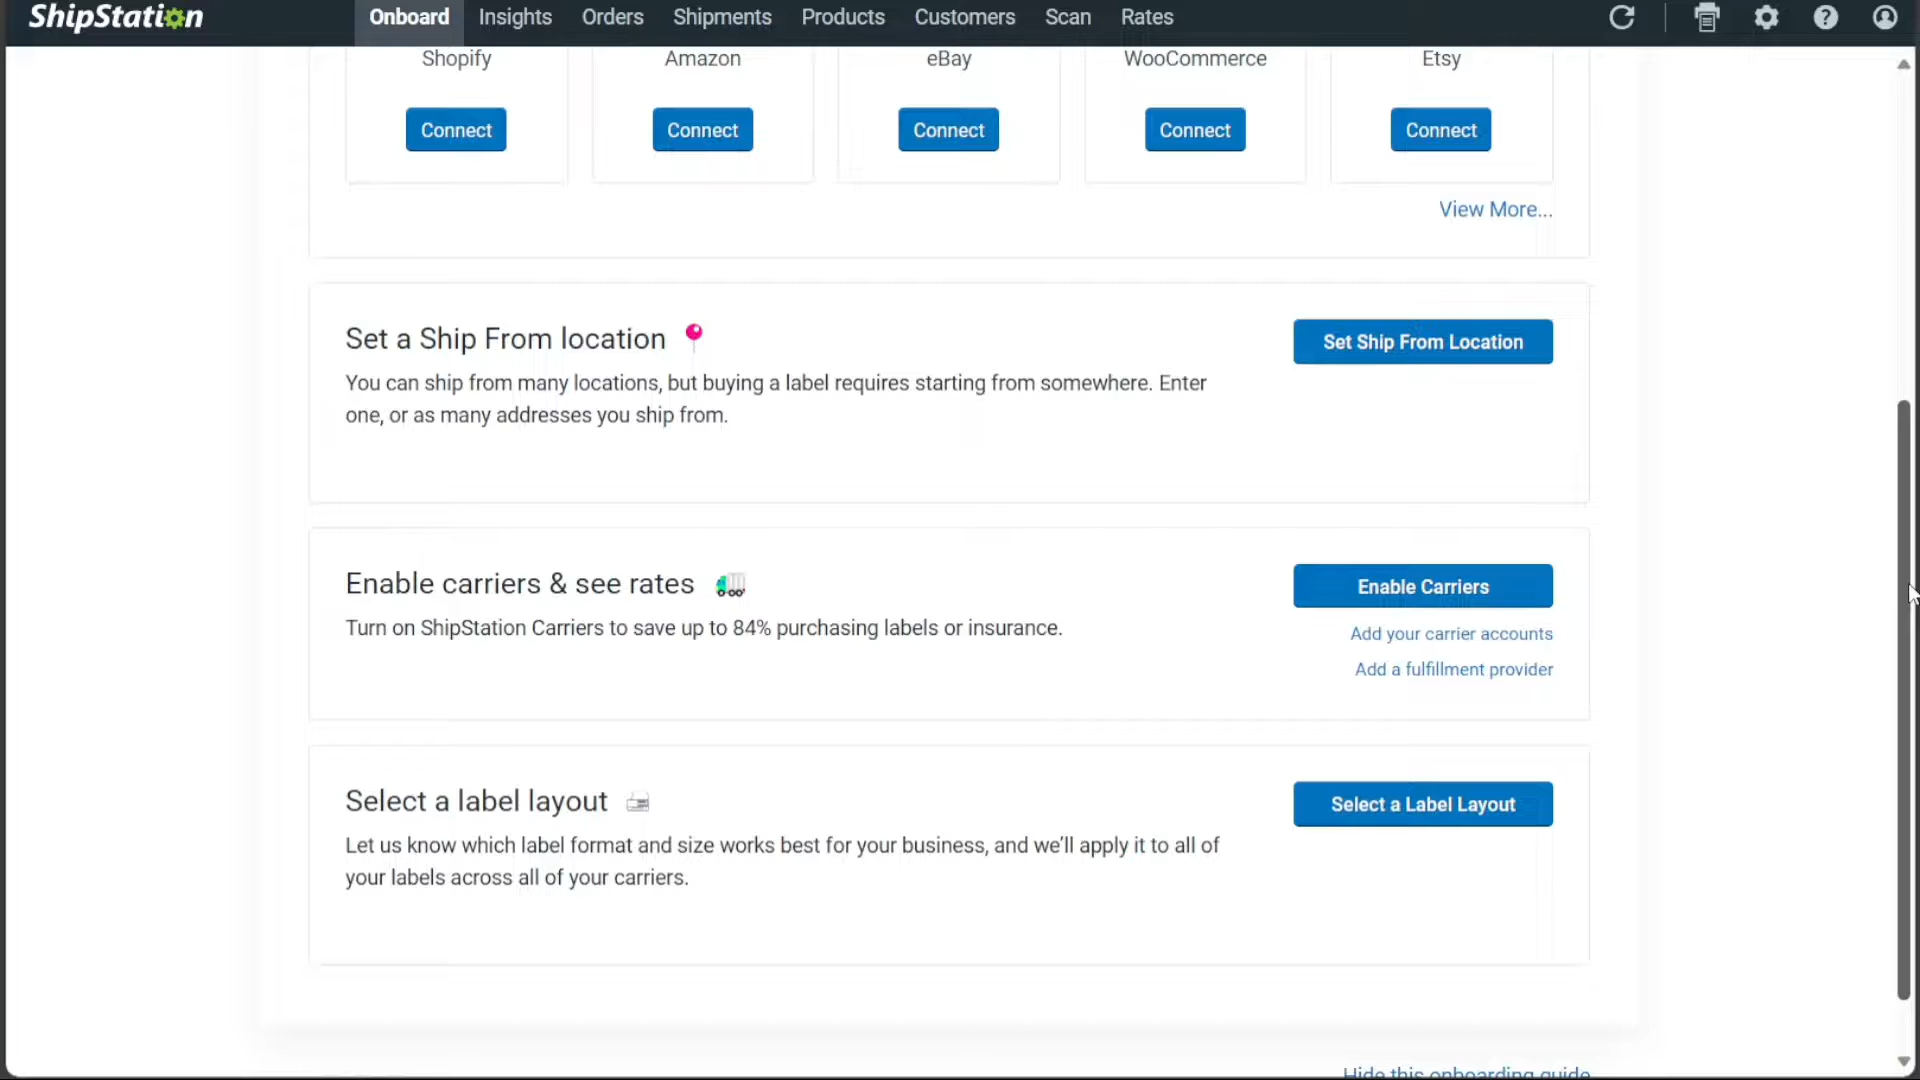 ShipStation
Onboard Insights Orders Shipments Products Customers Scan Rates
Shopify Amazon eBay WooCommerce Etsy
Connect Connect Connect Connect Connect
View More...
Set a Ship From location
Set Ship From Location
You can ship from many locations, but buying a label requires starting from somewhere. Enter
one, or as many addresses you ship from.
Enable carriers & see rates
Enable Carriers
Turn on ShipStation Carriers to save up to 84% purchasing labels or insurance.
Add your carrier accounts
Add a fulfillment provider
Select a label layout
Select a Label Layout
Let us know which label format and size works best for your business, and we’ll apply it to all of
your labels across all of your carriers.
Hide this onboarding guide